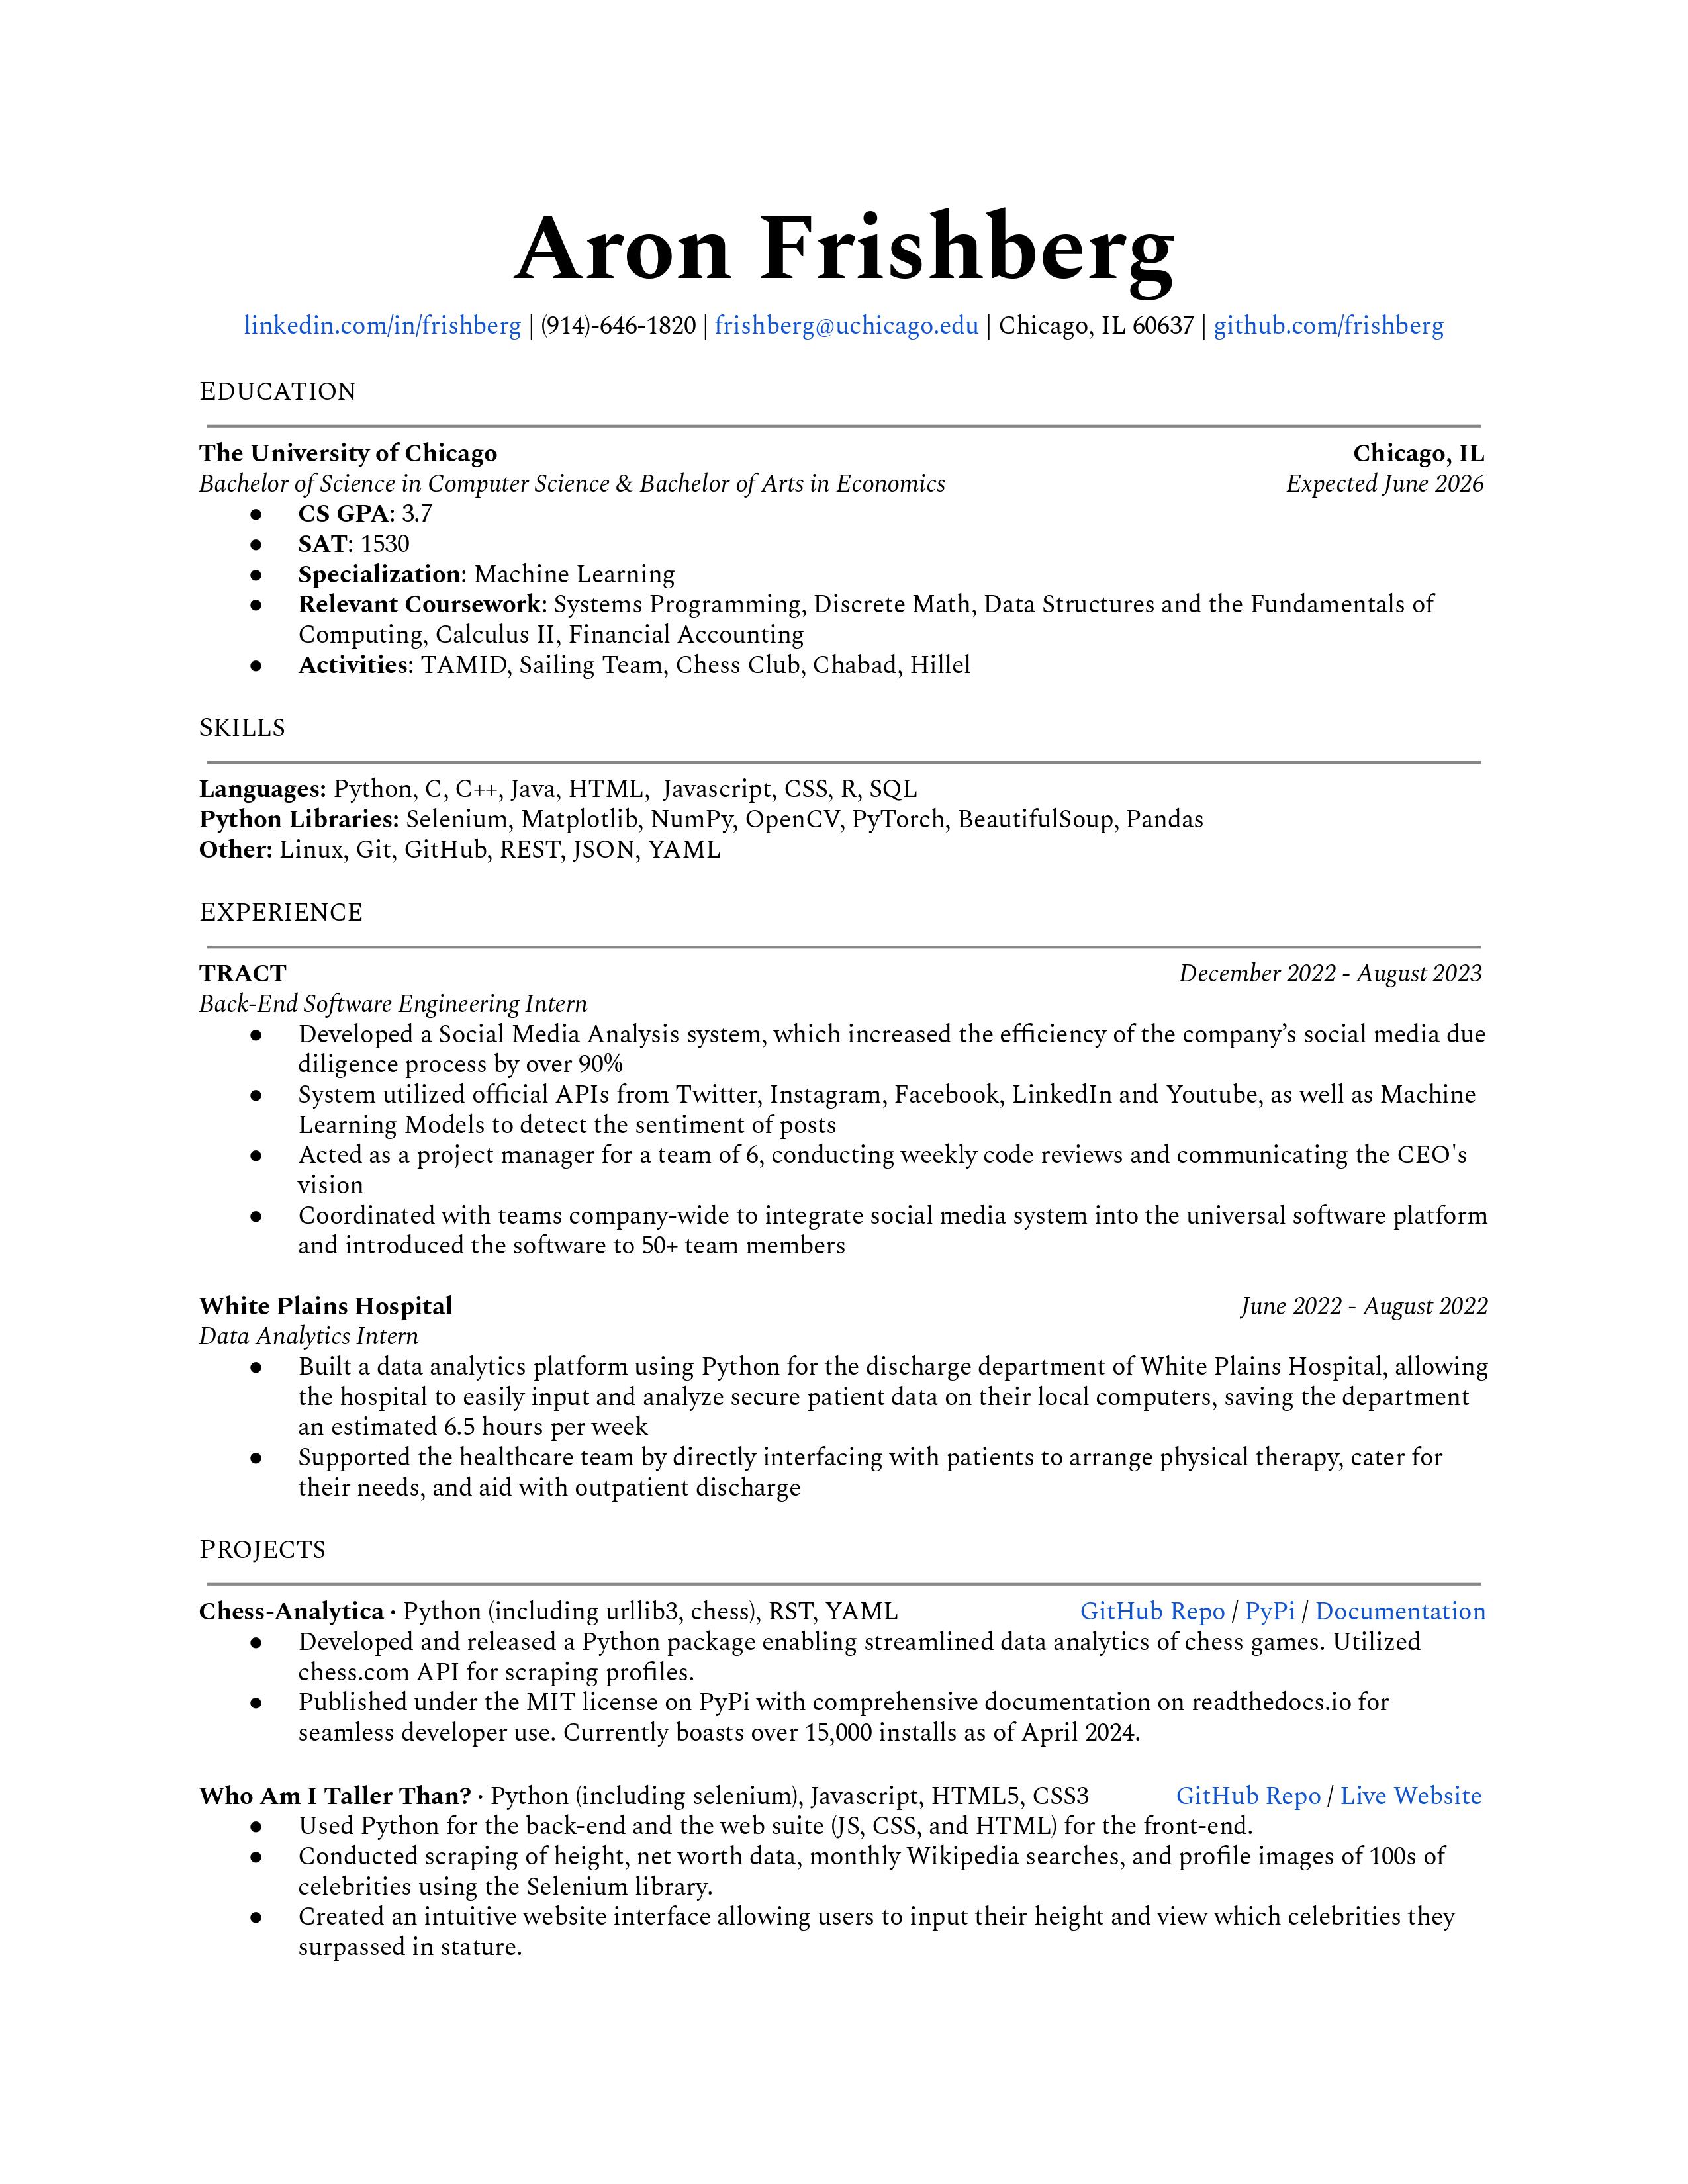 Aron Frishberg
linkedin.com/in/frishberg | (914)-646-1820 | frishberg@uchicago.edu | Chicago, IL 60637 | github.com/frishberg
EDUCATION
The University of Chicago Chicago, IL
Bachelor of Science in Computer Science & Bachelor of Arts in Economics Expected June 2026
● CS GPA: 3.7
● SAT: 1530
● Specialization: Machine Learning
● Relevant Coursework: Systems Programming, Discrete Math, Data Structures and the Fundamentals of
Computing, Calculus II, Financial Accounting
● Activities: TAMID, Sailing Team, Chess Club, Chabad, Hillel
SKILLS
Languages: Python, C, C++, Java, HTML, Javascript, CSS, R, SQL
Python Libraries: Selenium, Matplotlib, NumPy, OpenCV, PyTorch, BeautifulSoup, Pandas
Other: Linux, Git, GitHub, REST, JSON, YAML
EXPERIENCE
TRACT December 2022 - August 2023
Back-End Software Engineering Intern
● Developed a Social Media Analysis system, which increased the efficiency of the company’s social media due
diligence process by over 90%
● System utilized official APIs from Twitter, Instagram, Facebook, LinkedIn and Youtube, as well as Machine
Learning Models to detect the sentiment of posts
● Acted as a project manager for a team of 6, conducting weekly code reviews and communicating the CEO's
vision
● Coordinated with teams company-wide to integrate social media system into the universal software platform
and introduced the software to 50+ team members
White Plains Hospital June 2022 - August 2022
Data Analytics Intern
● Built a data analytics platform using Python for the discharge department of White Plains Hospital, allowing
the hospital to easily input and analyze secure patient data on their local computers, saving the department
an estimated 6.5 hours per week
● Supported the healthcare team by directly interfacing with patients to arrange physical therapy, cater for
their needs, and aid with outpatient discharge
PROJECTS
Chess-Analytica · Python (including urllib3, chess), RST, YAML GitHub Repo / PyPi / Documentation
● Developed and released a Python package enabling streamlined data analytics of chess games. Utilized
chess.com API for scraping profiles.
● Published under the MIT license on PyPi with comprehensive documentation on readthedocs.io for
seamless developer use. Currently boasts over 15,000 installs as of April 2024.
Who Am I Taller Than? · Python (including selenium), Javascript, HTML5, CSS3 GitHub Repo / Live Website
● Used Python for the back-end and the web suite (JS, CSS, and HTML) for the front-end.
● Conducted scraping of height, net worth data, monthly Wikipedia searches, and profile images of 100s of
celebrities using the Selenium library.
● Created an intuitive website interface allowing users to input their height and view which celebrities they
surpassed in stature.